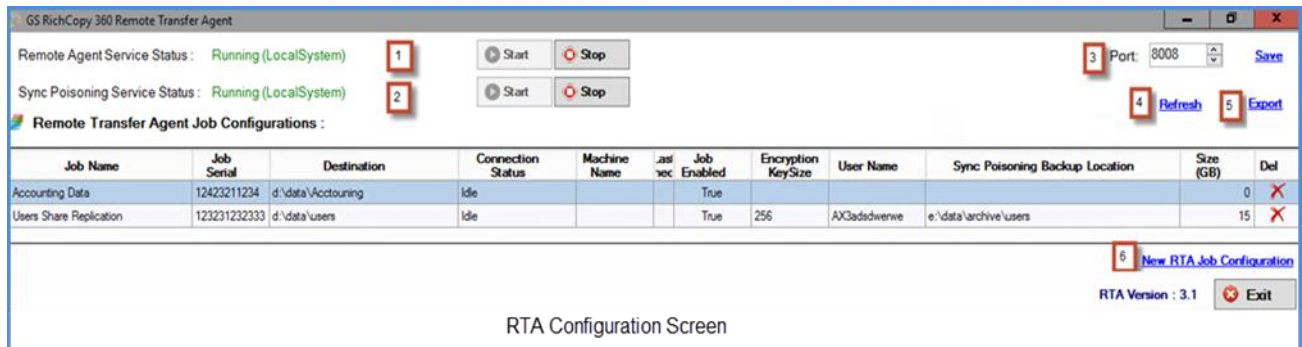 GS RichCopy 360 Remote Transfer Agent
Remote Agent Service Status : Running (LocalSystem) 1 Start Stop 3 Port: 8008 Save
Sync Poisoning Service Status : Running (LocalSystem) 2 Start Stop 4 Refresh 5 Export
Remote Transfer Agent Job Configurations :
Job Name Job Serial Destination Connection Status Machine Name Job Enabled Encryption KeySize User Name Sync Poisoning Backup Location Size (GB) Del
Accounting Data 12423211234 d:\data\Acctouning Idle True 0
Users Share Replication 123231232333 d:\data\users Idle True 256 AX3adsdwerwe e:\data\archive\users 15
6 New RTA Job Configuration
RTA Version : 3.1 Exit
RTA Configuration Screen